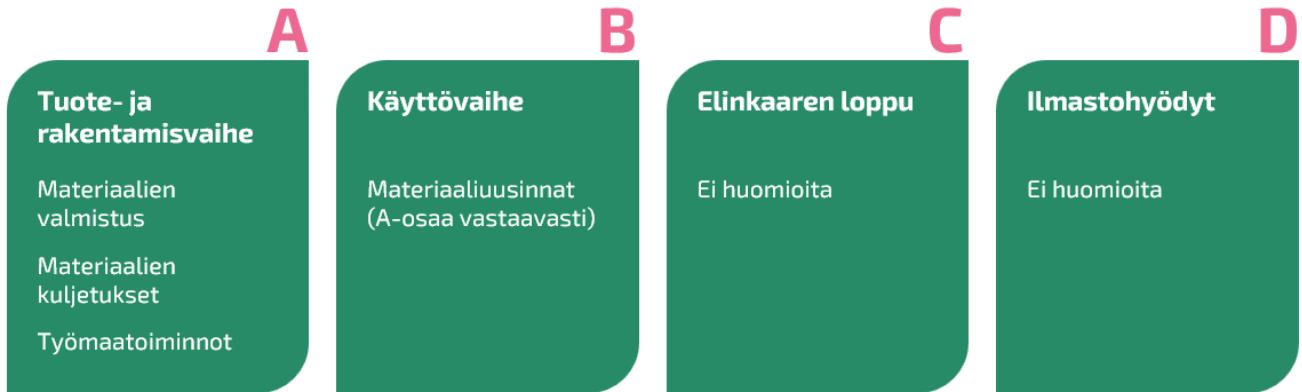 A
Tuote- ja
rakentamisvaihe
Materiaalien
valmistus
Materiaalien
kuljetukset
Työmaatoiminnot
B
Käyttövaihe
Materiaaliuusinnat
(A-osaa vastaavasti)
C
Elinkaaren loppu
Ei huomioita
D
Ilmastohyödyt
Ei huomioita